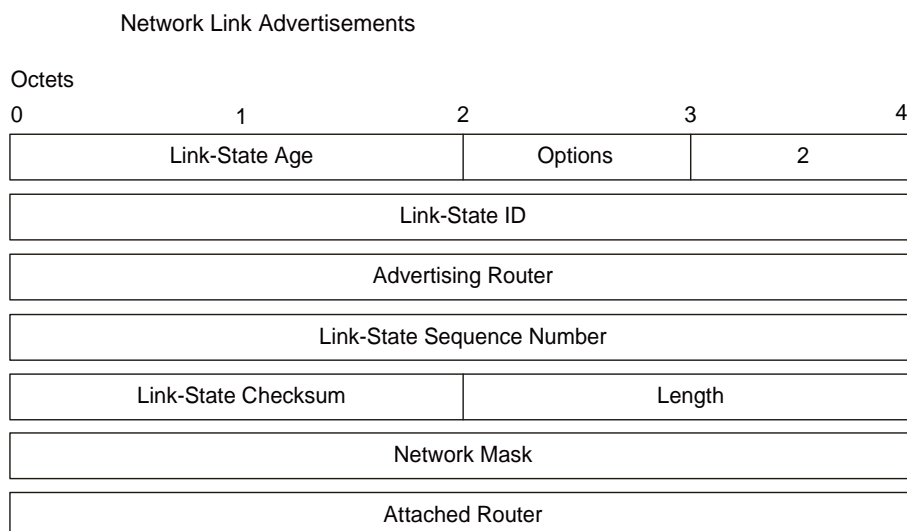 Network Link Advertisements
Octets
0 1 2 3 4
Link-State Age Options 2
Link-State ID
Advertising Router
Link-State Sequence Number
Link-State Checksum Length
Network Mask
Attached Router